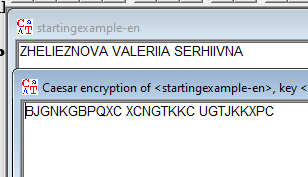 startingexample-en
ZHELIEZNOVA VALERIIA SERHIIVNA
Caesar encryption of <startingexample-en>, key <
BJGNKGBPQXC XCNGTKKC UGTJKKXPC